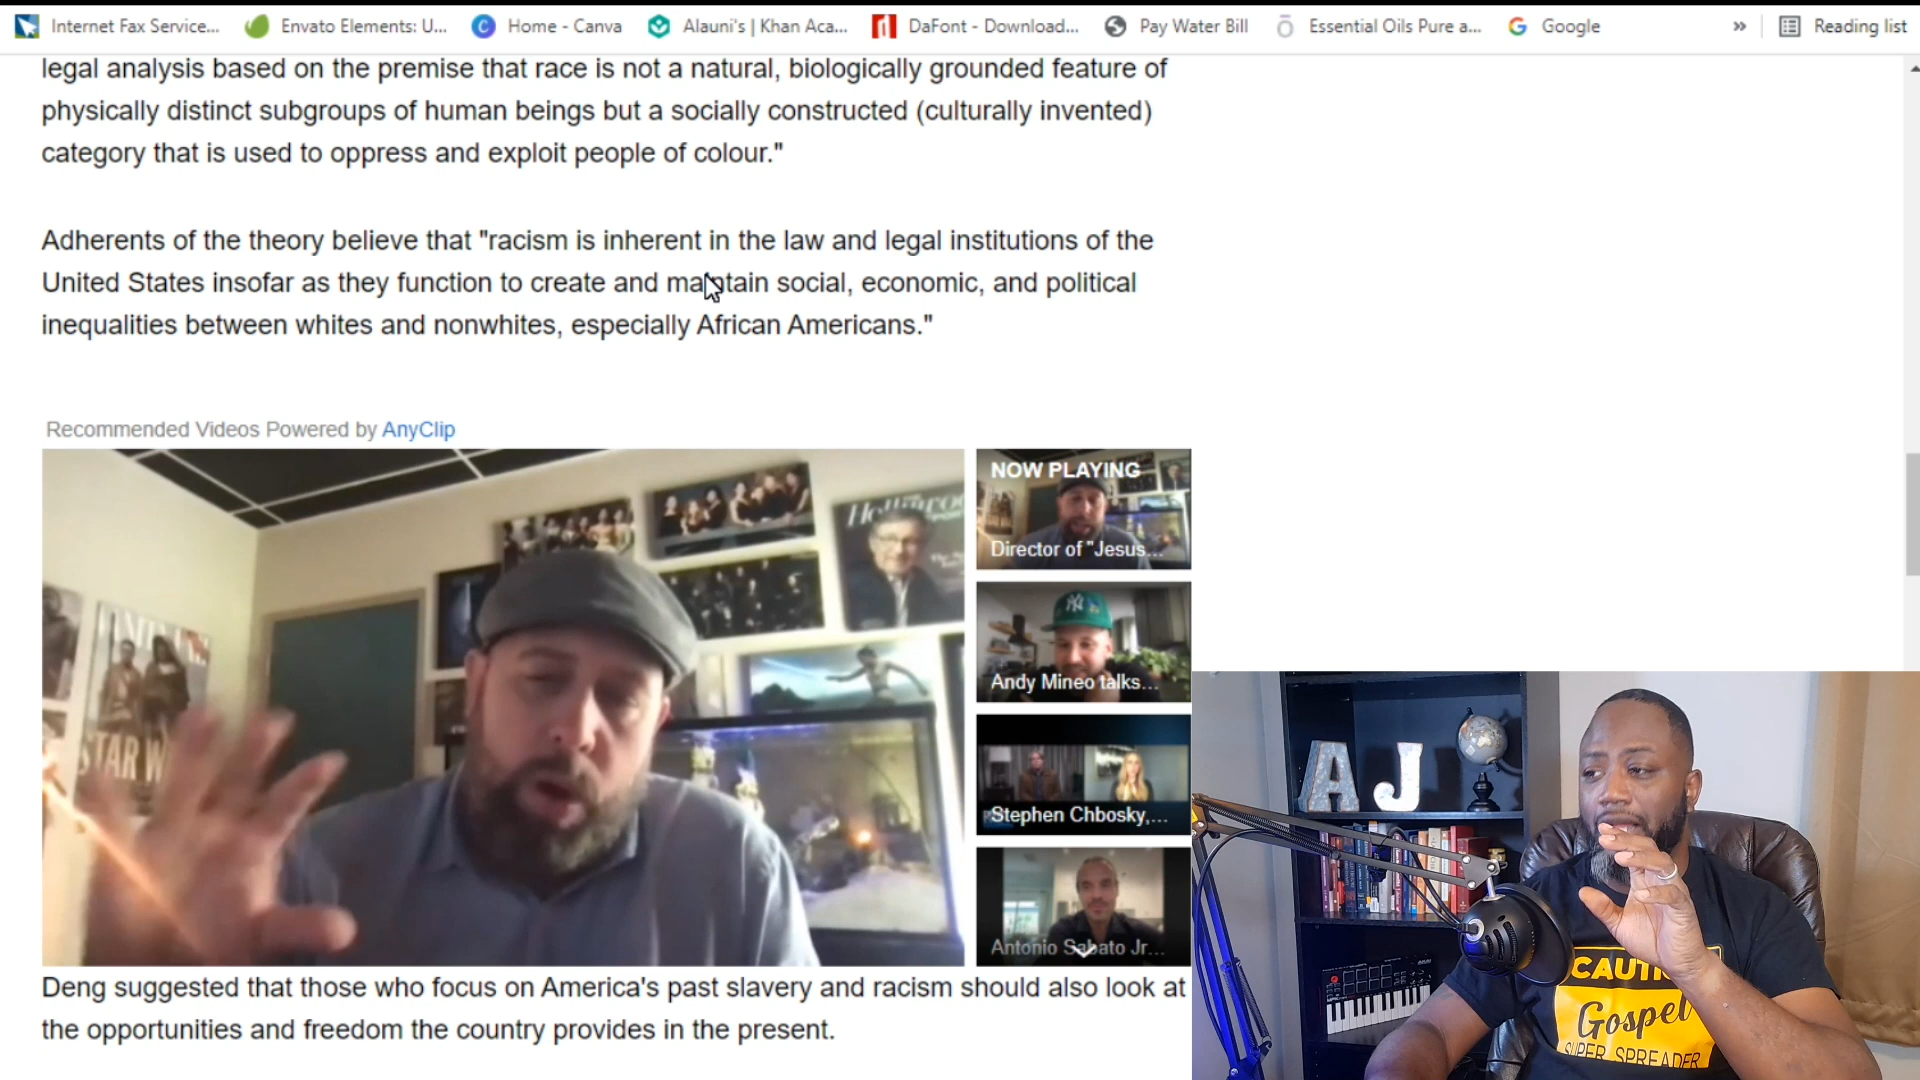 Internet Fax Service...
Envato Elements: U...
Home - Canva
Alauni's | Khan Aca...
DaFont - Download...
Pay Water Bill
Essential Oils Pure a...
Google
»
Reading list
legal analysis based on the premise that race is not a natural, biologically grounded feature of
physically distinct subgroups of human beings but a socially constructed (culturally invented)
category that is used to oppress and exploit people of colour."
Adherents of the theory believe that "racism is inherent in the law and legal institutions of the
United States insofar as they function to create and maintain social, economic, and political
inequalities between whites and nonwhites, especially African Americans."
Recommended Videos Powered by AnyClip
STAR W
NOW PLAYING
Director of "Jesus...
Andy Mineo talks...
Stephen Chbosky,...
Antonio Sabato Jr...
AJ
CAUTI
Gospel
SUPER SPREADER
Deng suggested that those who focus on America's past slavery and racism should also look at
the opportunities and freedom the country provides in the present.